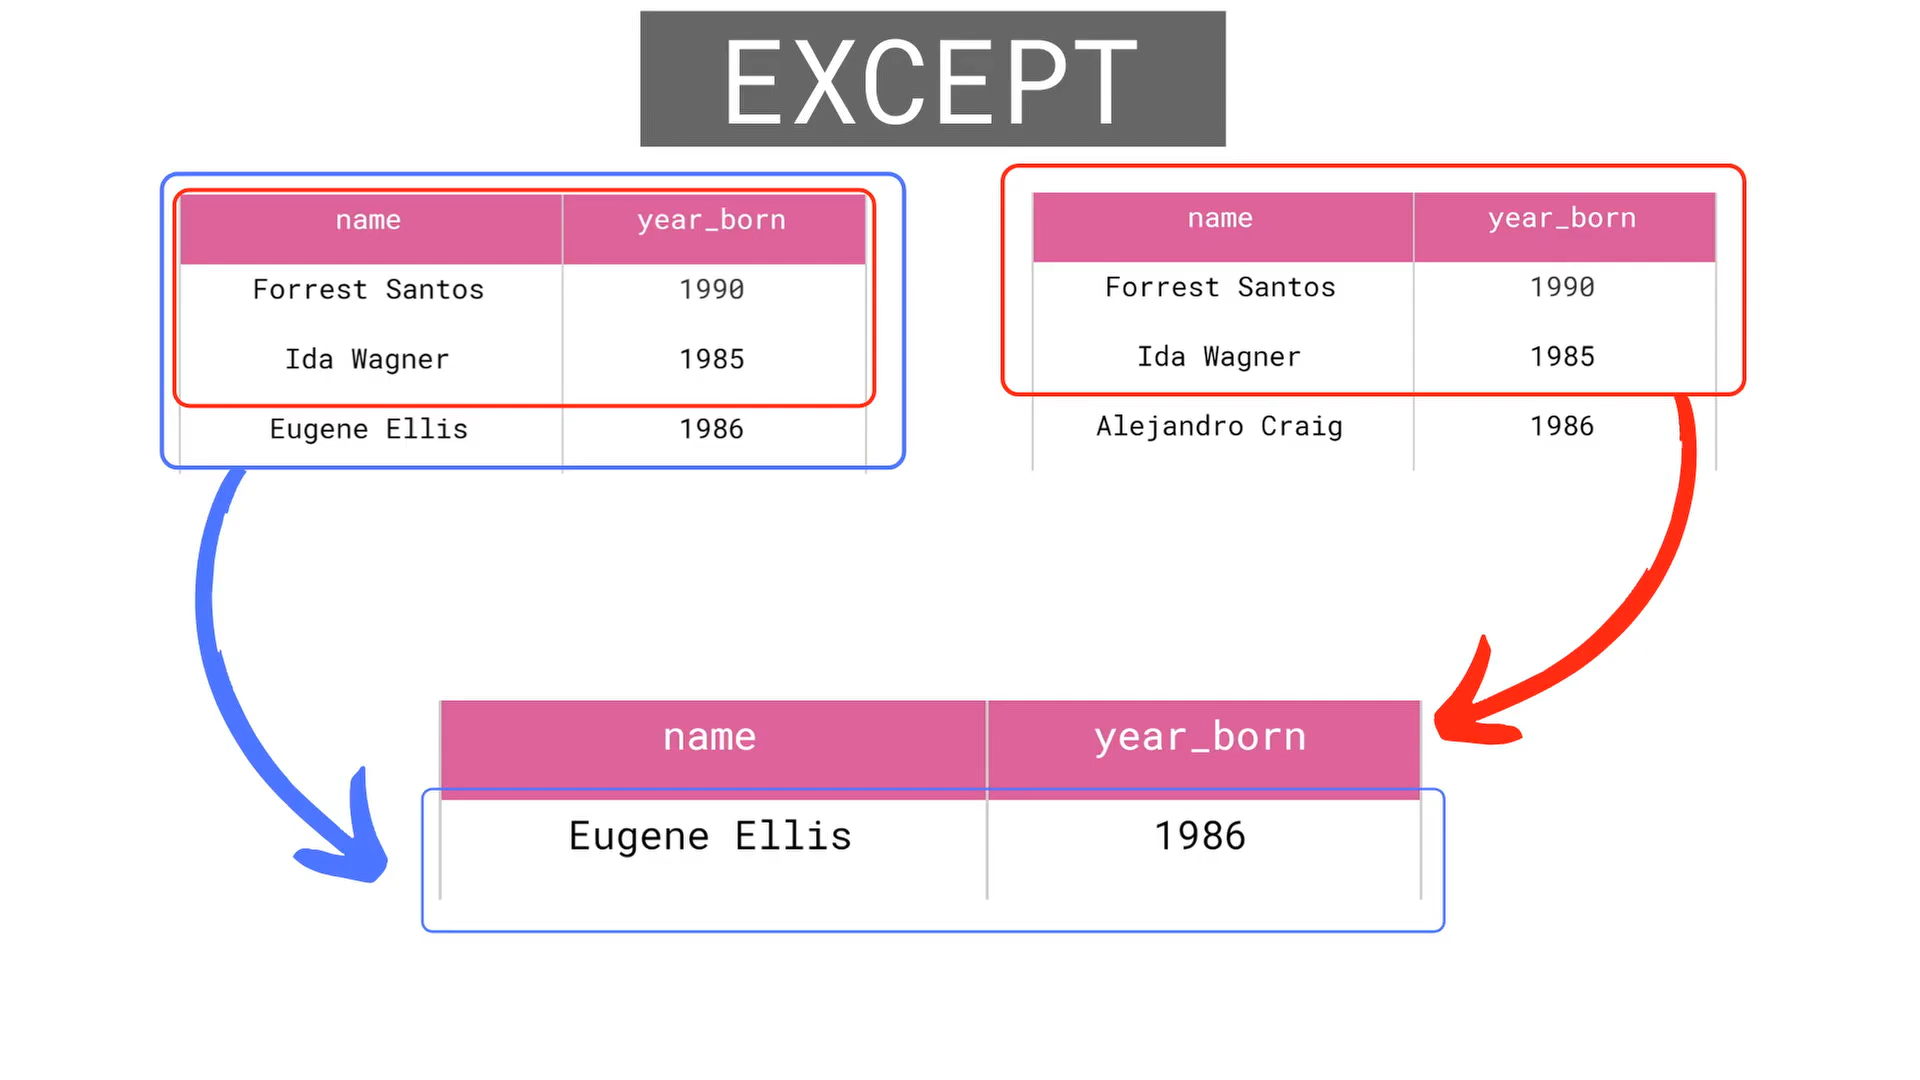 EXCEPT
name year_born
Forrest Santos 1990
Ida Wagner 1985
Eugene Ellis 1986
name year_born
Forrest Santos 1990
Ida Wagner 1985
Alejandro Craig 1986
name year_born
Eugene Ellis 1986